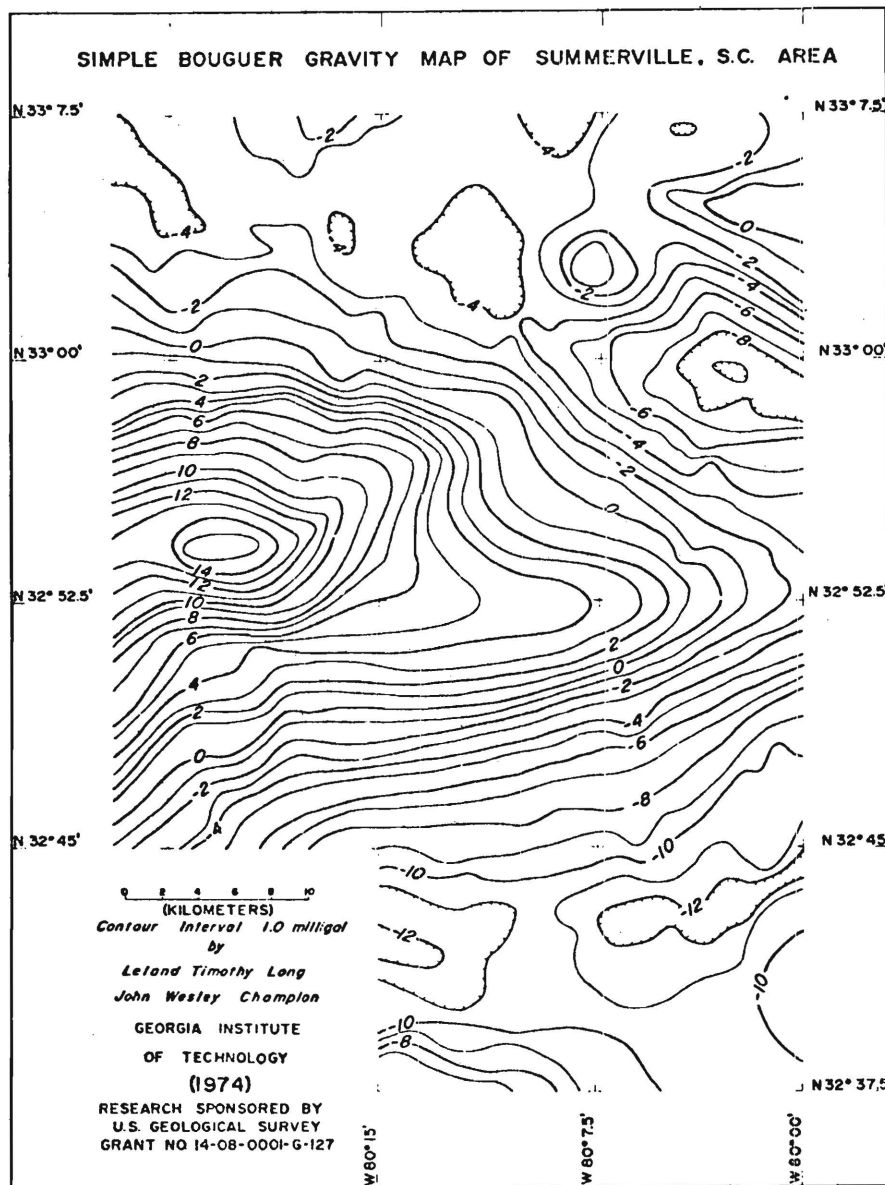 SIMPLE BOUGUER GRAVITY MAP OF SUMMERVILLE, S.C. AREA
N 33° 7.5'
N 33° 7.5'
-2
-4
-4
-2
-4
-4
0
-4
-2
-2
-2
-4
-6
0
-8
N 33° 00'
N 33° 00'
2
4
-6
6
-4
8
-2
10
12
0
14
12
N 32° 52.5'
10
N 32° 52.5'
8
6
2
0
4
-2
2
-4
-6
0
-2
-8
4
N 32° 45'
N 32° 45'
-10
-10
0 2 4 6 8 10
(KILOMETERS)
-12
Contour Interval 1.0 milligal
-12
by
Leland Timothy Long
John Wesley Champion
-10
GEORGIA INSTITUTE
-10
-8
OF TECHNOLOGY
(1974)
N 32° 37.5
RESEARCH SPONSORED BY
U.S. GEOLOGICAL SURVEY
GRANT NO. 14-08-0001-G-127
W 80° 15'
W 80° 7.5'
W 80° 00'